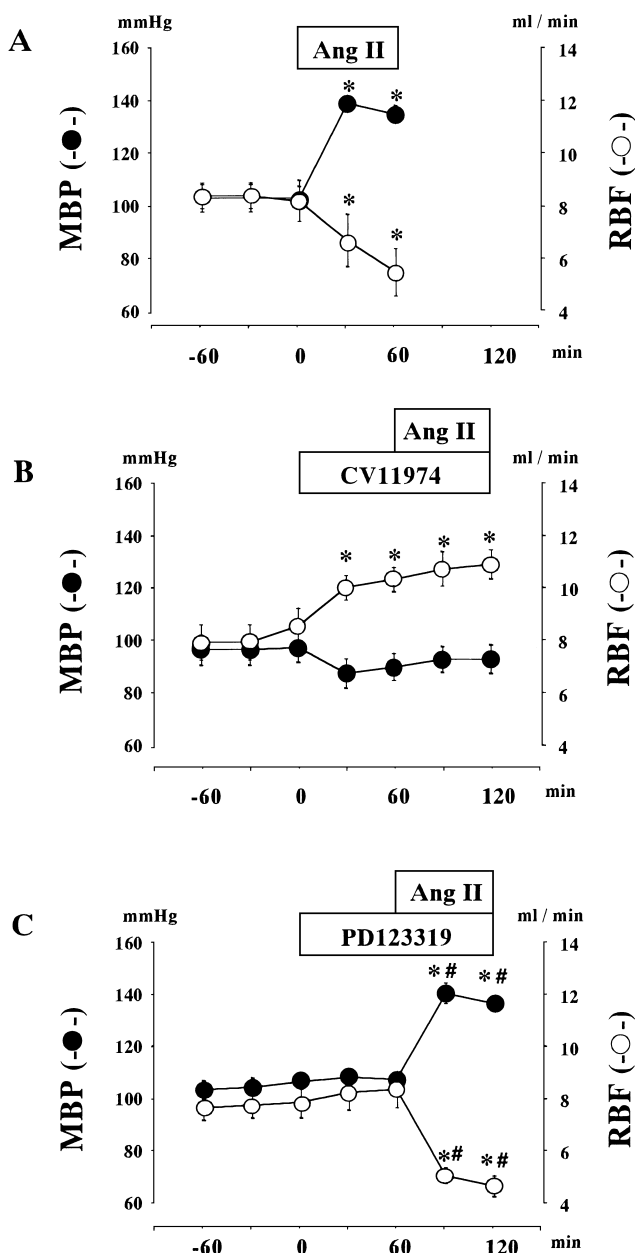 A
mmHg
ml / min
Ang II
160
140
120
100
80
60
14
12
10
8
6
4
MBP (-●-)
RBF (-○-)
* *
* *
-60 0 60 120 min
B
mmHg
ml / min
Ang II
CV11974
160
140
120
100
80
60
14
12
10
8
6
4
MBP (-●-)
RBF (-○-)
* * * *
-60 0 60 120 min
C
mmHg
ml / min
Ang II
PD123319
160
140
120
100
80
60
14
12
10
8
6
4
MBP (-●-)
RBF (-○-)
*# *#
*# *#
-60 0 60 120 min